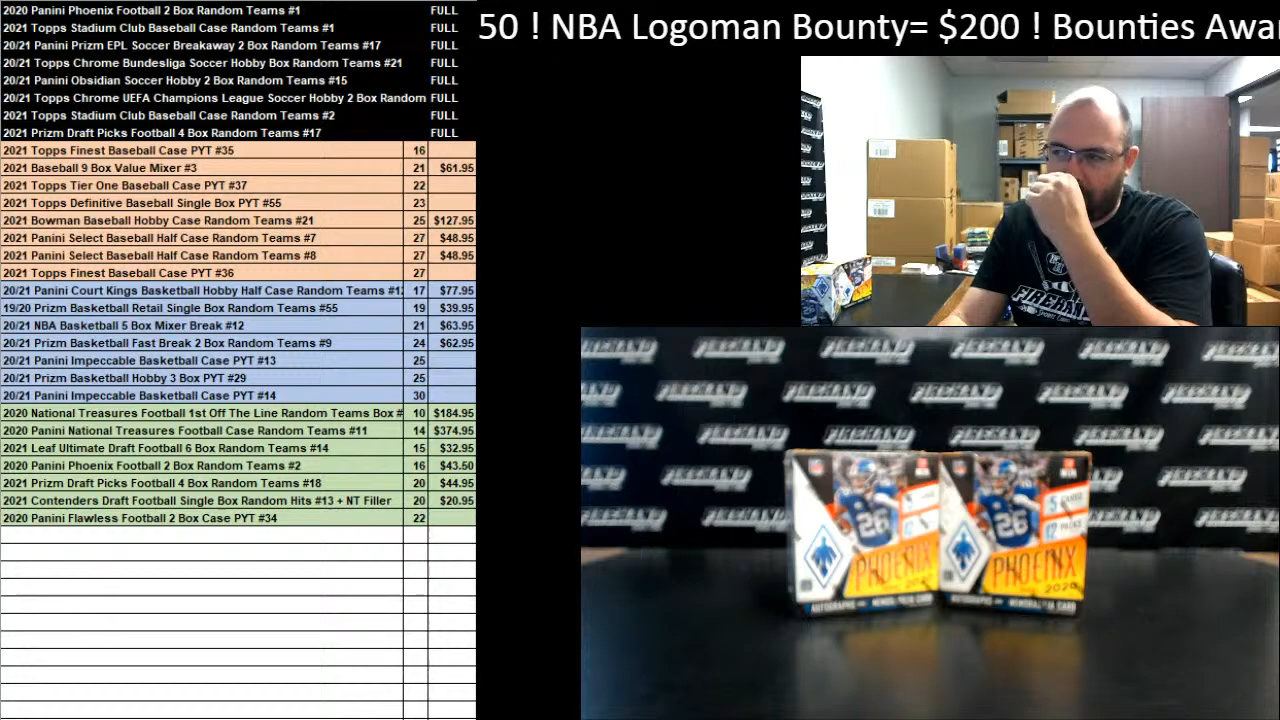 2020 Panini Phoenix Football 2 Box Random Teams #1 FULL
2021 Topps Stadium Club Baseball Case Random Teams #1 FULL
20/21 Panini Prizm EPL Soccer Breakaway 2 Box Random Teams #17 FULL
20/21 Topps Chrome Bundesliga Soccer Hobby Box Random Teams #21 FULL
20/21 Panini Obsidian Soccer Hobby 2 Box Random Teams #15 FULL
20/21 Topps Chrome UEFA Champions League Soccer Hobby 2 Box Random FULL
2021 Topps Stadium Club Baseball Case Random Teams #2 FULL
2021 Prizm Draft Picks Football 4 Box Random Teams #17 FULL
2021 Topps Finest Baseball Case PYT #35 16
2021 Baseball 9 Box Value Mixer #3 21 $61.95
2021 Topps Tier One Baseball Case PYT #37 22
2021 Topps Definitive Baseball Single Box PYT #55 23
2021 Bowman Baseball Hobby Case Random Teams #21 25 $127.95
2021 Panini Select Baseball Half Case Random Teams #7 27 $48.95
2021 Panini Select Baseball Half Case Random Teams #8 27 $48.95
2021 Topps Finest Baseball Case PYT #36 27
20/21 Panini Court Kings Basketball Hobby Half Case Random Teams 17 $77.95
19/20 Prizm Basketball Retail Single Box Random Teams #55 19 $39.95
20/21 NBA Basketball 5 Box Mixer Break #12 21 $63.95
20/21 Prizm Basketball Fast Break 2 Box Random Teams #9 24 $62.95
20/21 Panini Impeccable Basketball Case PYT #13 25
20/21 Prizm Basketball Hobby 3 Box PYT #29 25
20/21 Panini Impeccable Basketball Case PYT #14 30
2020 National Treasures Football 1st Off The Line Random Teams Box # 10 $184.95
2020 Panini National Treasures Football Case Random Teams #11 14 $374.95
2021 Leaf Ultimate Draft Football 6 Box Random Teams #14 15 $32.95
2020 Panini Phoenix Football 2 Box Random Teams #2 16 $43.50
2021 Prizm Draft Picks Football 4 Box Random Teams #18 20 $44.95
2021 Contenders Draft Football Single Box Random Hits #13 + NT Filler 20 $20.95
2020 Panini Flawless Football 2 Box Case PYT #34 22
50 ! NBA Logoman Bounty= $200 ! Bounties Awa
FIREBALL
26
PHOENIX
AUTOGRAPHS
26
5 CARDS
12 PACKS
PHOENIX
2020
AUTOGRAPHS
MEMORABILIA CARD